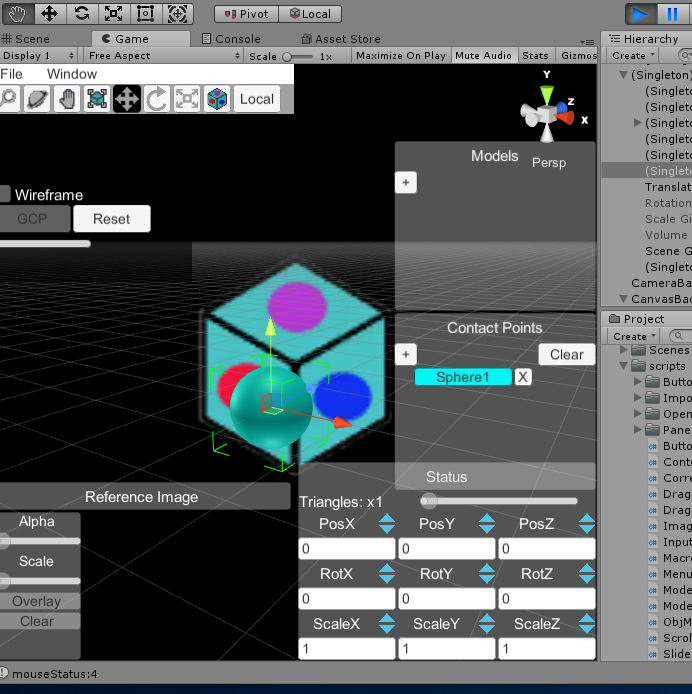 Pivot Local
Scene Game Console Asset Store
Display 1 Free Aspect Scale 1x Maximize On Play Mute Audio Stats Gizmos
File Window
Local
Y
Z
X
Persp
Models
+
Wireframe
GCP Reset
Contact Points
+ Clear
Sphere1 X
Status
Reference Image
Triangles: x1
Alpha
Scale
Overlay
Clear
PosX PosY PosZ
0 0 0
RotX RotY RotZ
0 0 0
ScaleX ScaleY ScaleZ
1 1 1
mouseStatus:4
Hierarchy
Create
(Singleton)
(Singlet
(Singlet
(Singlet
(Singlet
(Singlet
(Singlet
Translat
Rotation
Scale Gi
Volume
Scene G
(Singlet
CameraBa
CanvasBac
Project
Create
Scenes
scripts
Butto
Impo
Open
Pane
Butto
Conta
Corre
Drag
Drag
Imag
Input
Macro
Menu
Mode
Mode
ObjM
Scrol
Slide